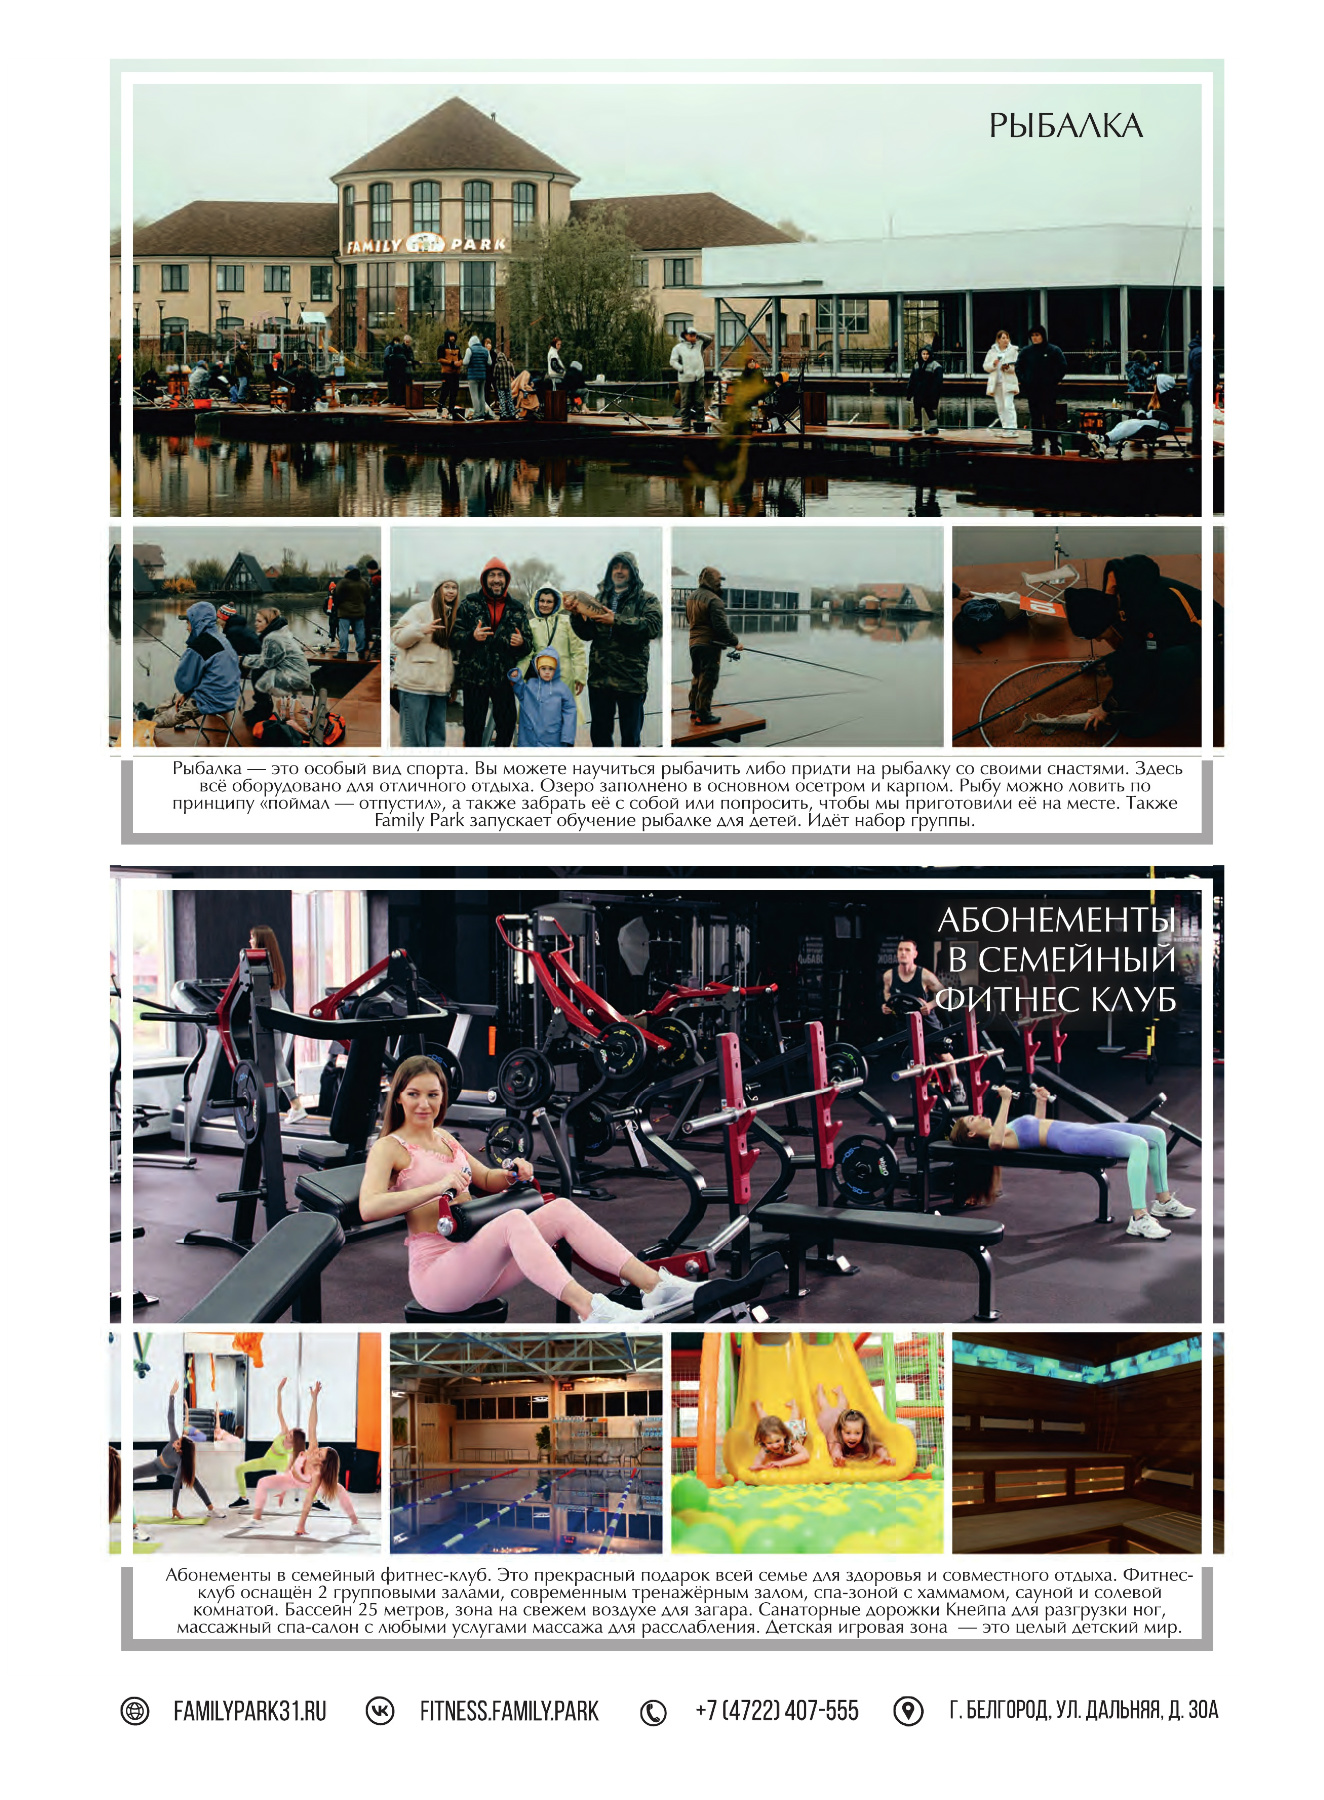 РЫБАЛКА
FAMILY PARK
Рыбалка — это особый вид спорта. Вы можете научиться рыбачить либо придти на рыбалку со своими снастями. Здесь
всё оборудовано для отличного отдыха. Озеро заполнено в основном осетром и карпом. Рыбу можно ловить по
принципу «поймал — отпустил», а также забрать её с собой или попросить, чтобы мы приготовили её на месте. Также
Family Park запускает обучение рыбалке для детей. Идёт набор группы.
АБОНЕМЕНТЫ
В СЕМЕЙНЫЙ
ФИТНЕС КЛУБ
Абонементы в семейный фитнес-клуб. Это прекрасный подарок всей семье для здоровья и совместного отдыха. Фитнес-
клуб оснащён 2 групповыми залами, современным тренажёрным залом, спа-зоной с хаммамом, сауной и солевой
комнатой. Бассейн 25 метров, зона на свежем воздухе для загара. Санаторные дорожки Кнейпа для разгрузки ног,
массажный спа-салон с любыми услугами массажа для расслабления. Детская игровая зона — это целый детский мир.
FAMILYPARK31.RU
FITNESS.FAMILY.PARK
+7 (4722) 407-555
Г. БЕЛГОРОД, УЛ. ДАЛЬНЯЯ, Д. 30А